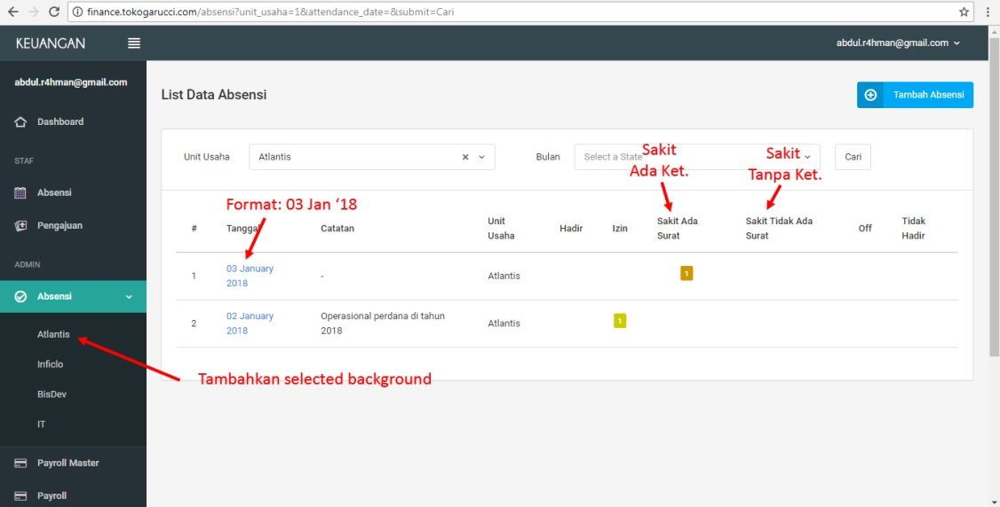 finance.tokogarucci.com/absensi?unit_usaha=1&attendance_date=&submit=Cari
KEUANGAN
abdul.r4hman@gmail.com
abdul.r4hman@gmail.com
List Data Absensi
Tambah Absensi
Dashboard
STAF
Absensi
Pengajuan
ADMIN
Absensi
Atlantis
Inficlo
BisDev
IT
Payroll Master
Payroll
Unit Usaha
Atlantis
Bulan
Select a State
Cari
Sakit
Ada Ket.
Sakit
Tanpa Ket.
Format: 03 Jan ‘18
# Tanggal Catatan Unit Usaha Hadir Izin Sakit Ada Surat Sakit Tidak Ada Surat Off Tidak Hadir
1 03 January 2018 - Atlantis 1
2 02 January 2018 Operasional perdana di tahun 2018 Atlantis 1
Tambahkan selected background